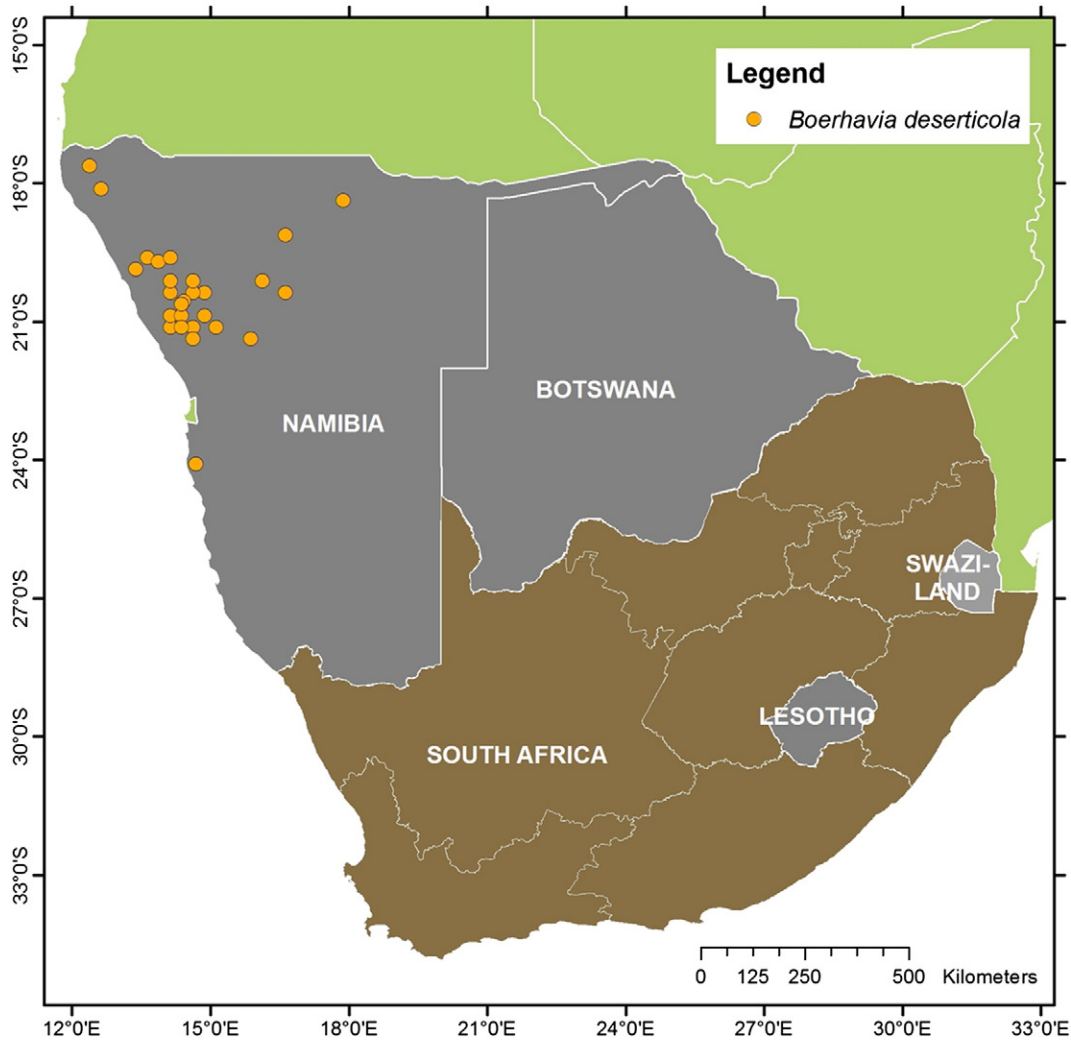 Legend
Boerhavia deserticola
15°0'S
18°0'S
21°0'S
24°0'S
27°0'S
30°0'S
33°0'S
NAMIBIA
BOTSWANA
SWAZI-
LAND
LESOTHO
SOUTH AFRICA
0 125 250 500 Kilometers
12°0'E 15°0'E 18°0'E 21°0'E 24°0'E 27°0'E 30°0'E 33°0'E